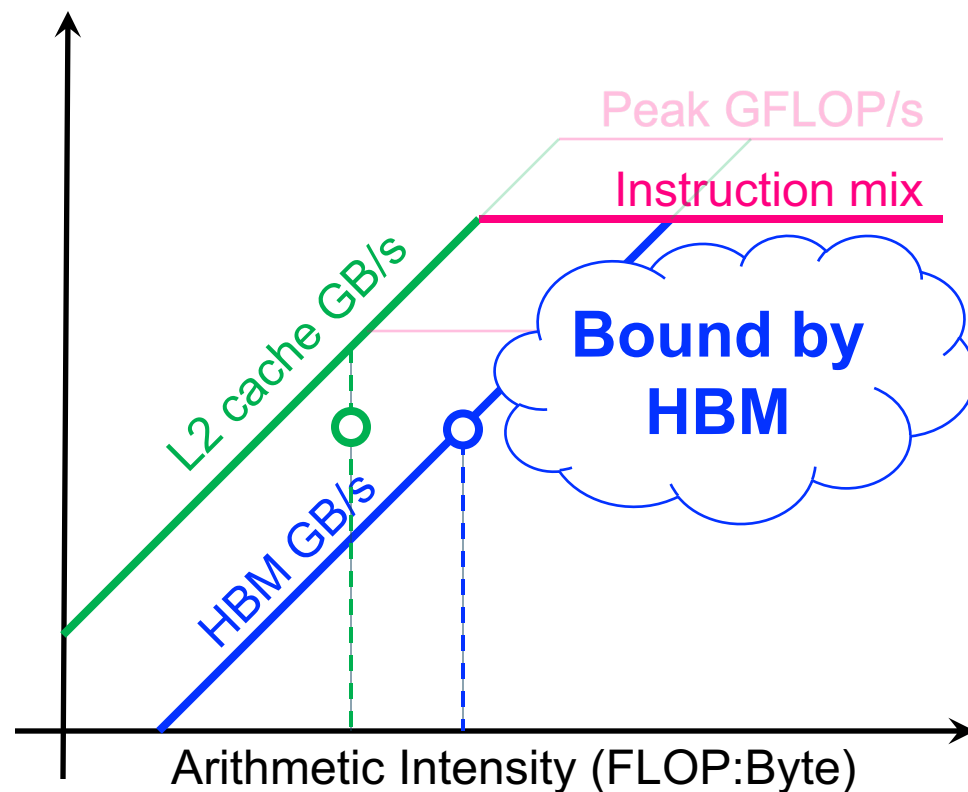 Peak GFLOP/s
Instruction mix
L2 cache GB/s
Bound by
HBM
HBM GB/s
Arithmetic Intensity (FLOP:Byte)